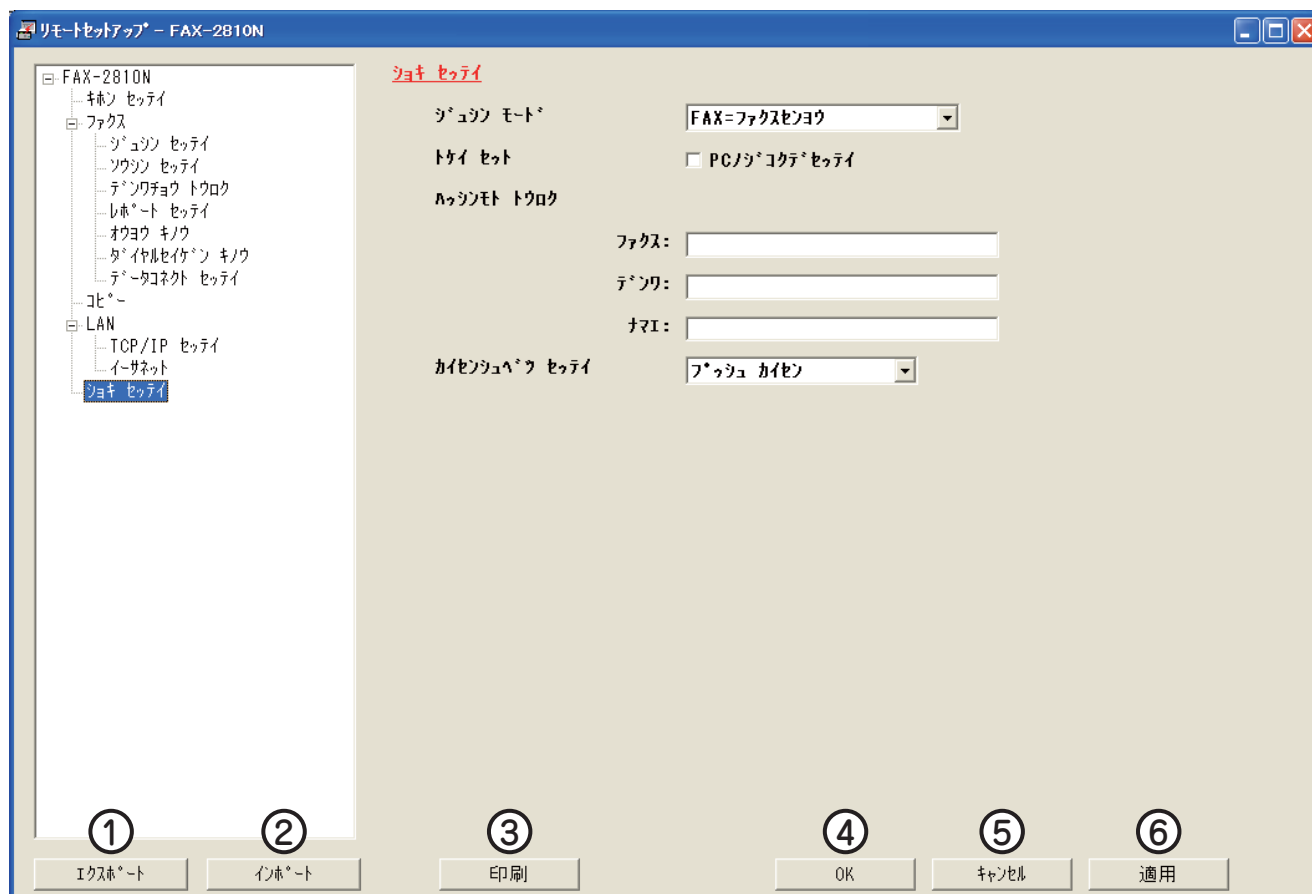 ﾘﾓｰﾄｾｯﾄｱｯﾌﾟ - FAX-2810N
FAX-2810N
ｷﾎﾝ ｾｯﾃｲ
ﾌｧｸｽ
ｼﾞｭｼﾝ ｾｯﾃｲ
ｿｳｼﾝ ｾｯﾃｲ
ﾃﾞﾝﾜﾁｮｳ ﾄｳﾛｸ
ﾚﾎﾟｰﾄ ｾｯﾃｲ
ｵｳﾖｳ ｷﾉｳ
ﾀﾞｲﾔﾙｾｲｹﾞﾝ ｷﾉｳ
ﾃﾞｰﾀｺﾈｸﾄ ｾｯﾃｲ
ｺﾋﾟｰ
LAN
TCP/IP ｾｯﾃｲ
ｲｰｻﾈｯﾄ
ｼｮｷ ｾｯﾃｲ
ｼｮｷ ｾｯﾃｲ
ｼﾞｭｼﾝ ﾓｰﾄﾞ FAX=ﾌｧｸｽｾﾝﾖｳ
ﾄｹｲ ｾｯﾄ PCﾉｼﾞｺｸﾃﾞｾｯﾃｲ
ﾊｯｼﾝﾓﾄ ﾄｳﾛｸ
ﾌｧｸｽ:
ﾃﾞﾝﾜ:
ﾅﾏｴ:
ｶｲｾﾝｼｭﾍﾞﾂ ｾｯﾃｲ ﾌﾟｯｼｭ ｶｲｾﾝ
① ② ③ ④ ⑤ ⑥
ｴｸｽﾎﾟｰﾄ ｲﾝﾎﾟｰﾄ 印刷 OK ｷｬﾝｾﾙ 適用